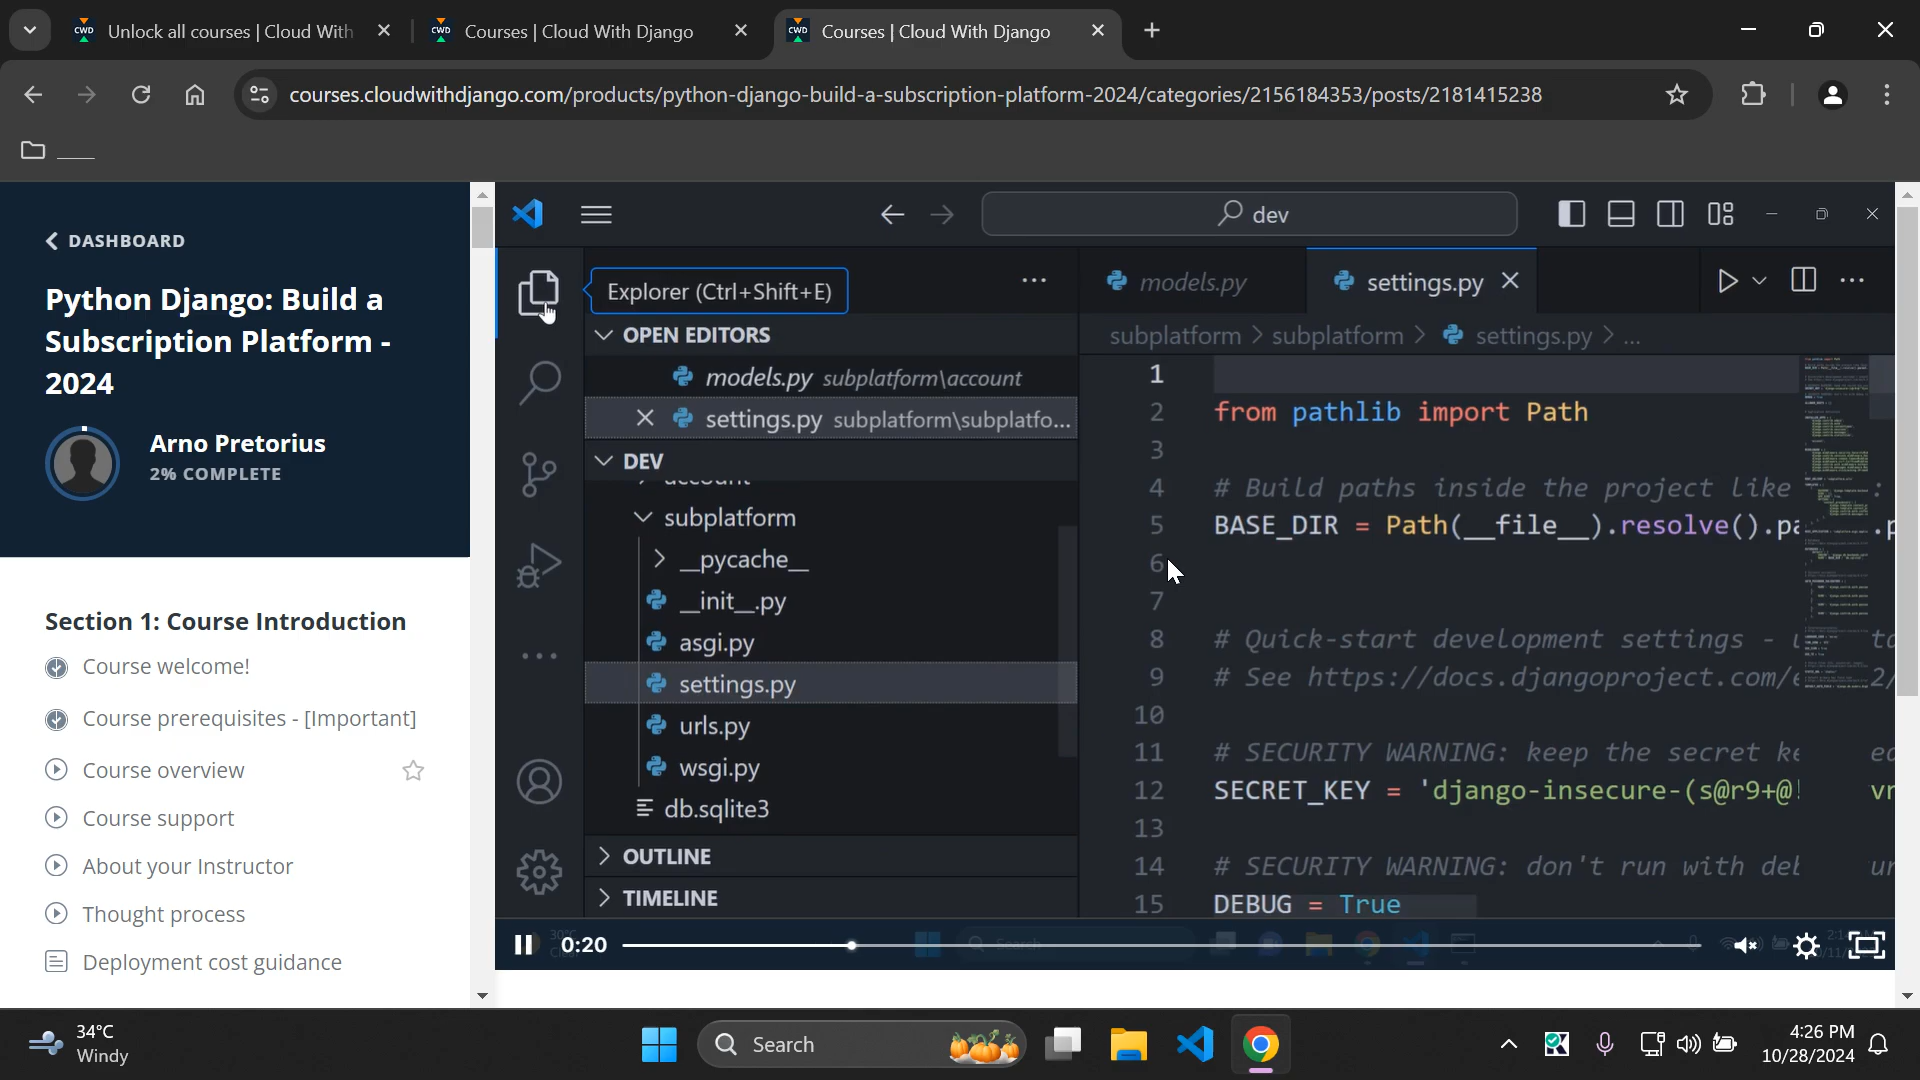 Unlock all courses | Cloud With
Courses | Cloud With Django
Courses | Cloud With Django
courses.cloudwithdjango.com/products/python-django-build-a-subscription-platform-2024/categories/2156184353/posts/2181415238
DASHBOARD
Python Django: Build a
Subscription Platform -
2024
Arno Pretorius
2% COMPLETE
Section 1: Course Introduction
Course welcome!
Course prerequisites - [Important]
Course overview
Course support
About your Instructor
Thought process
Deployment cost guidance
dev
Explorer (Ctrl+Shift+E)
OPEN EDITORS
models.py subplatform\account
settings.py subplatform\subplatfo...
DEV
account
subplatform
__pycache__
__init__.py
asgi.py
settings.py
urls.py
wsgi.py
db.sqlite3
OUTLINE
TIMELINE
models.py
settings.py
subplatform > subplatform > settings.py > ...
1
2 from pathlib import Path
3
4 # Build paths inside the project like :
5 BASE_DIR = Path(__file__).resolve().pa .p
6
7
8 # Quick-start development settings - u
9 # See https://docs.djangoproject.com/e 2/
10
11 # SECURITY WARNING: keep the secret ke
12 SECRET_KEY = 'django-insecure-(s@r9+@!
13
14 # SECURITY WARNING: don't run with deb
15 DEBUG = True
0:20
Search
34°C
Windy
Search
4:26 PM
10/28/2024